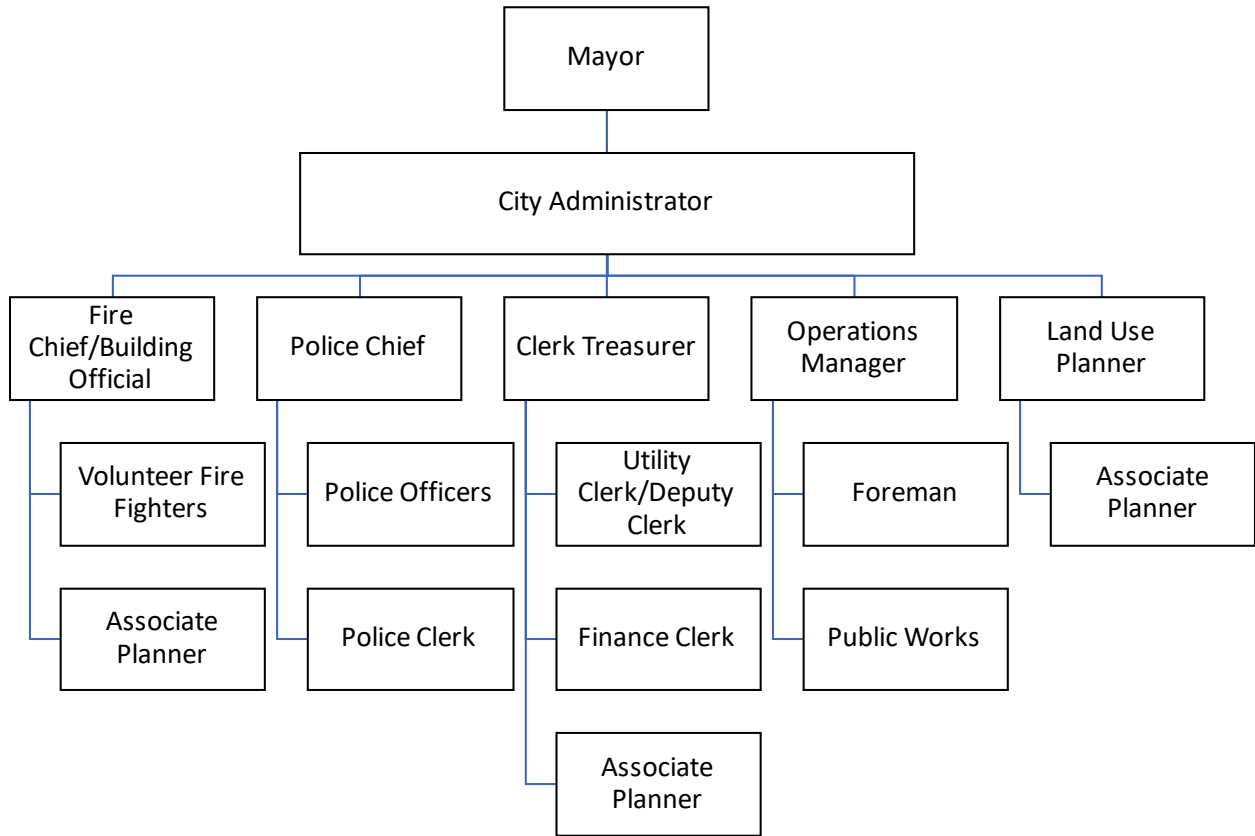 Mayor
City Administrator
Fire
Chief/Building
Official
Police Chief
Clerk Treasurer
Operations
Manager
Land Use
Planner
Volunteer Fire
Fighters
Police Officers
Utility
Clerk/Deputy
Clerk
Foreman
Associate
Planner
Associate
Planner
Police Clerk
Finance Clerk
Public Works
Associate
Planner